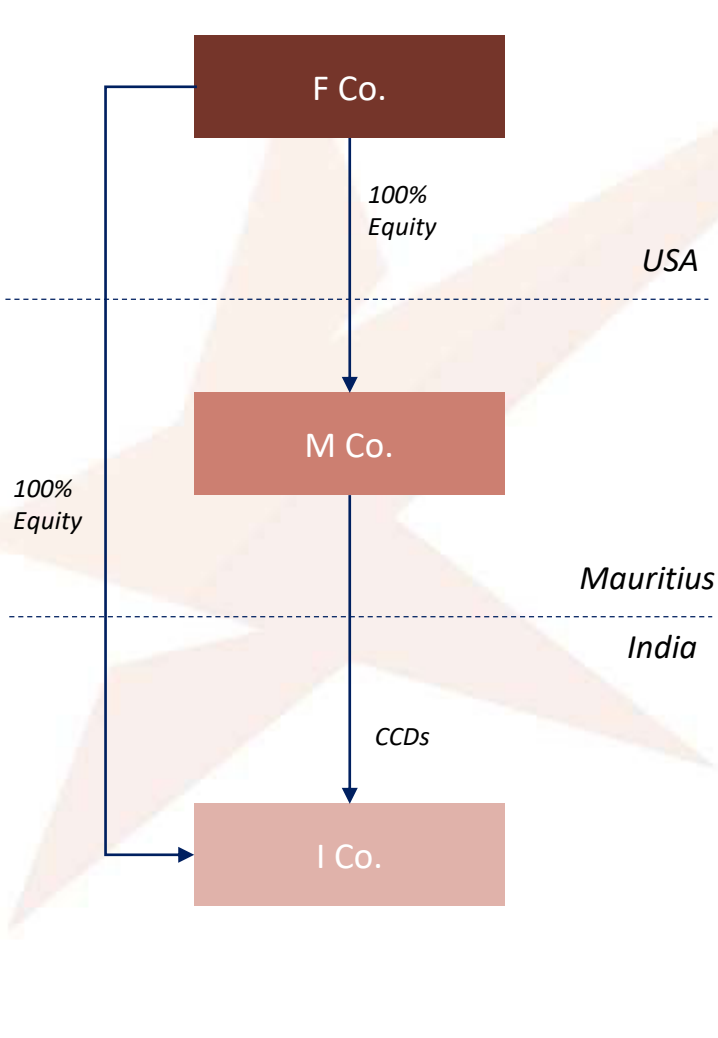 F Co.
100%
Equity
USA
M Co.
100%
Equity
Mauritius
India
CCDs
I Co.